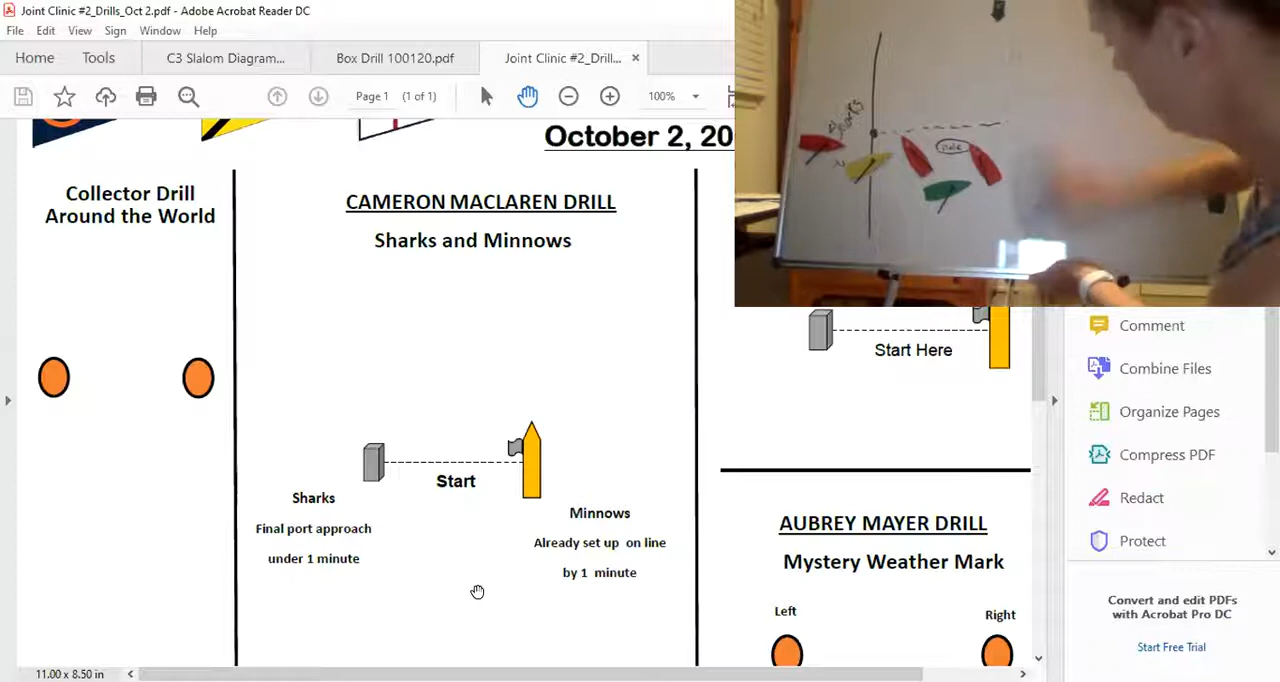 Joint Clinic #2_Drills_Oct 2.pdf - Adobe Acrobat Reader DC
File Edit View Sign Window Help
Home Tools C3 Slalom Diagram... Box Drill 100120.pdf Joint Clinic #2_Drill... ×
Page 1 (1 of 1) 100%
October 2, 20
Collector Drill
Around the World
CAMERON MACLAREN DRILL
Sharks and Minnows
Start
Sharks
Final port approach
under 1 minute
Minnows
Already set up on line
by 1 minute
Start Here
AUBREY MAYER DRILL
Mystery Weather Mark
Left Right
Sharks
hole
Comment
Combine Files
Organize Pages
Compress PDF
Redact
Protect
Convert and edit PDFs
with Acrobat Pro DC
Start Free Trial
11.00 x 8.50 in